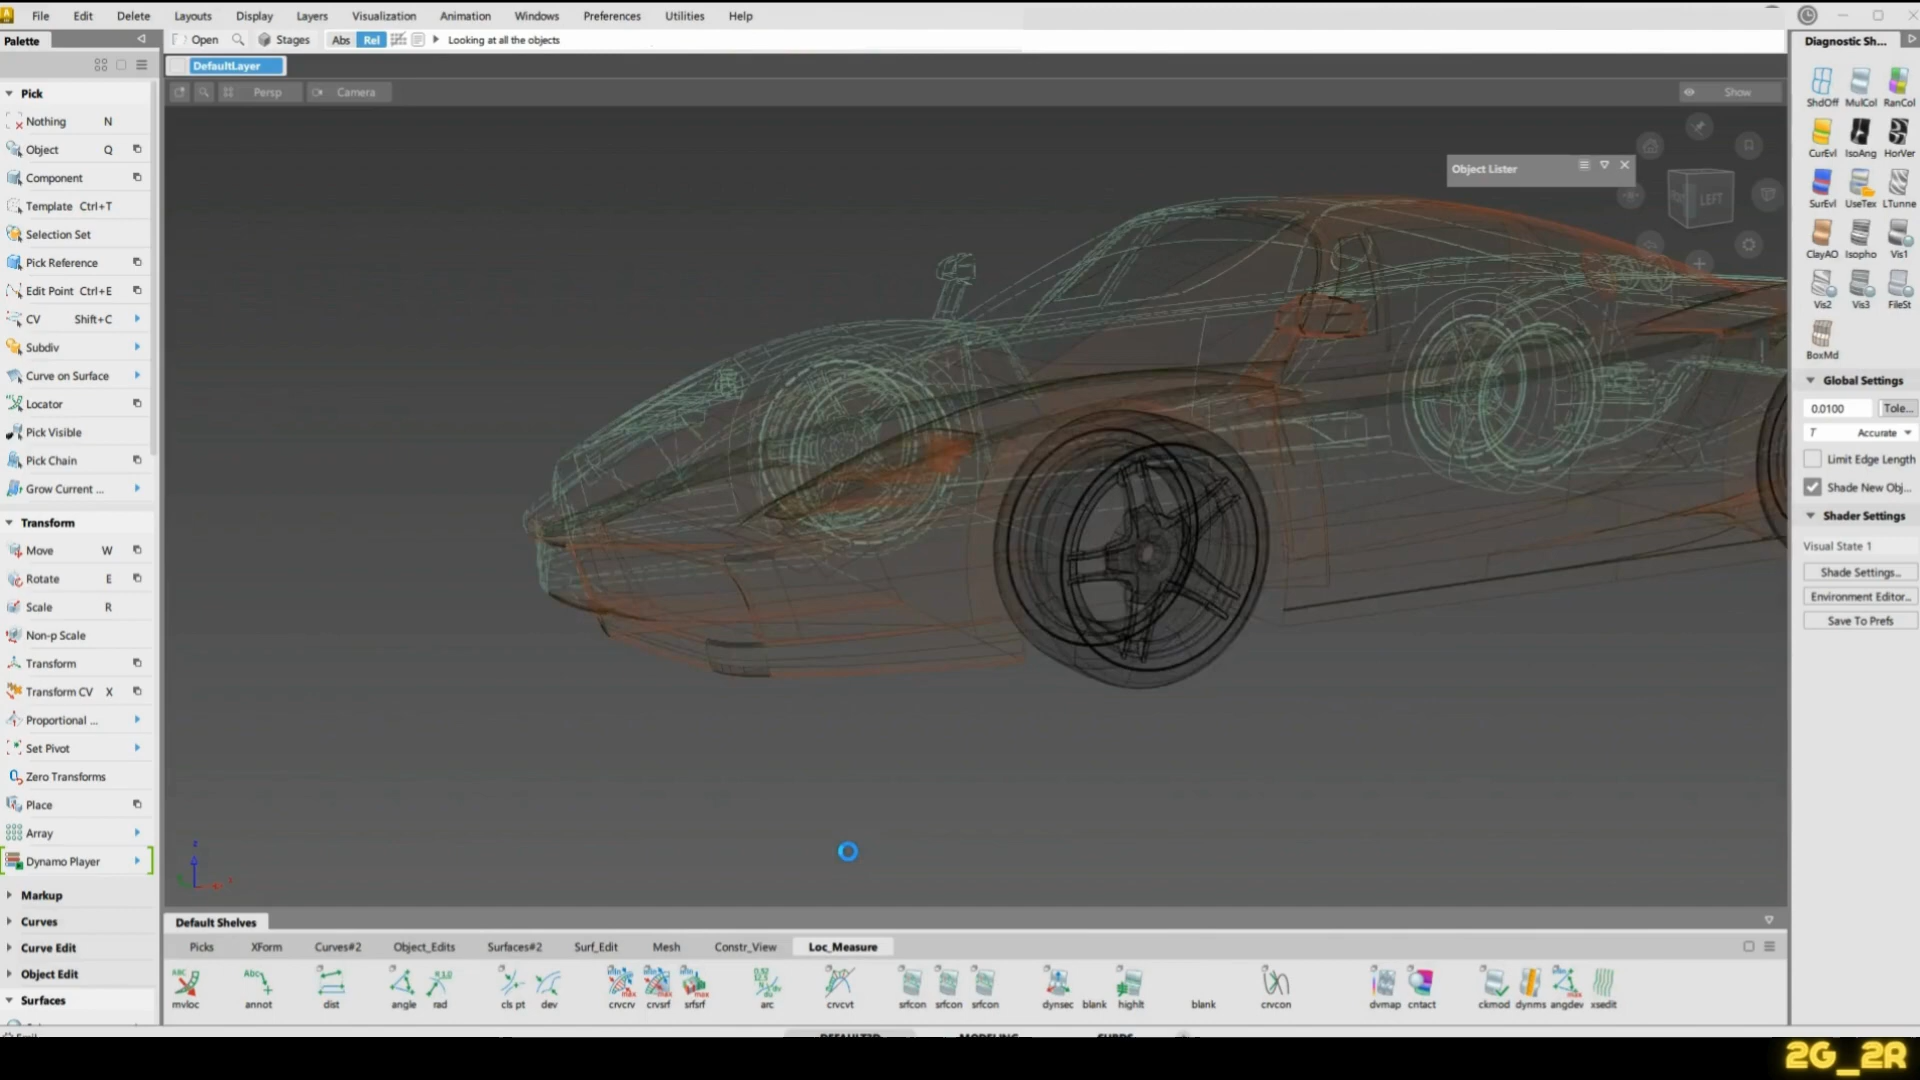 File Edit Delete Layouts Display Layers Visualization Animation Windows Preferences Utilities Help
Palette
Open Stages Abs Rel Looking at all the objects
DefaultLayer
Persp Camera Show
Pick
Nothing N
Object Q
Component
Template Ctrl+T
Selection Set
Pick Reference
Edit Point Ctrl+E
CV Shift+C
Subdiv
Curve on Surface
Locator
Pick Visible
Pick Chain
Grow Current ...
Transform
Move W
Rotate E
Scale R
Non-p Scale
Transform
Transform CV X
Proportional ...
Set Pivot
Zero Transforms
Place
Array
Dynamo Player
Markup
Curves
Curve Edit
Object Edit
Surfaces
Object Lister
LEFT
Diagnostic Sh...
ShdOff MulCol RanCol
CurEvl IsoAng HorVer
SurEvl UseTex LTunne
ClayAO Isopho Vis1
Vis2 Vis3 FileSt
BoxMd
Global Settings
0.0100 Tole...
T Accurate
Limit Edge Length
Shade New Obj...
Shader Settings
Visual State 1
Shade Settings...
Environment Editor...
Save To Prefs
Default Shelves
Picks XForm Curves#2 Object_Edits Surfaces#2 Surf_Edit Mesh Constr_View Loc_Measure
mvloc annot dist angle rad cls pt dev crvcrv crvsrf srfsrf arc crvcvt srfcon srfcon srfcon dynsec blank highlt blank crvcon dvmap cntact ckmod dynms angdev xsedit
2G_2R